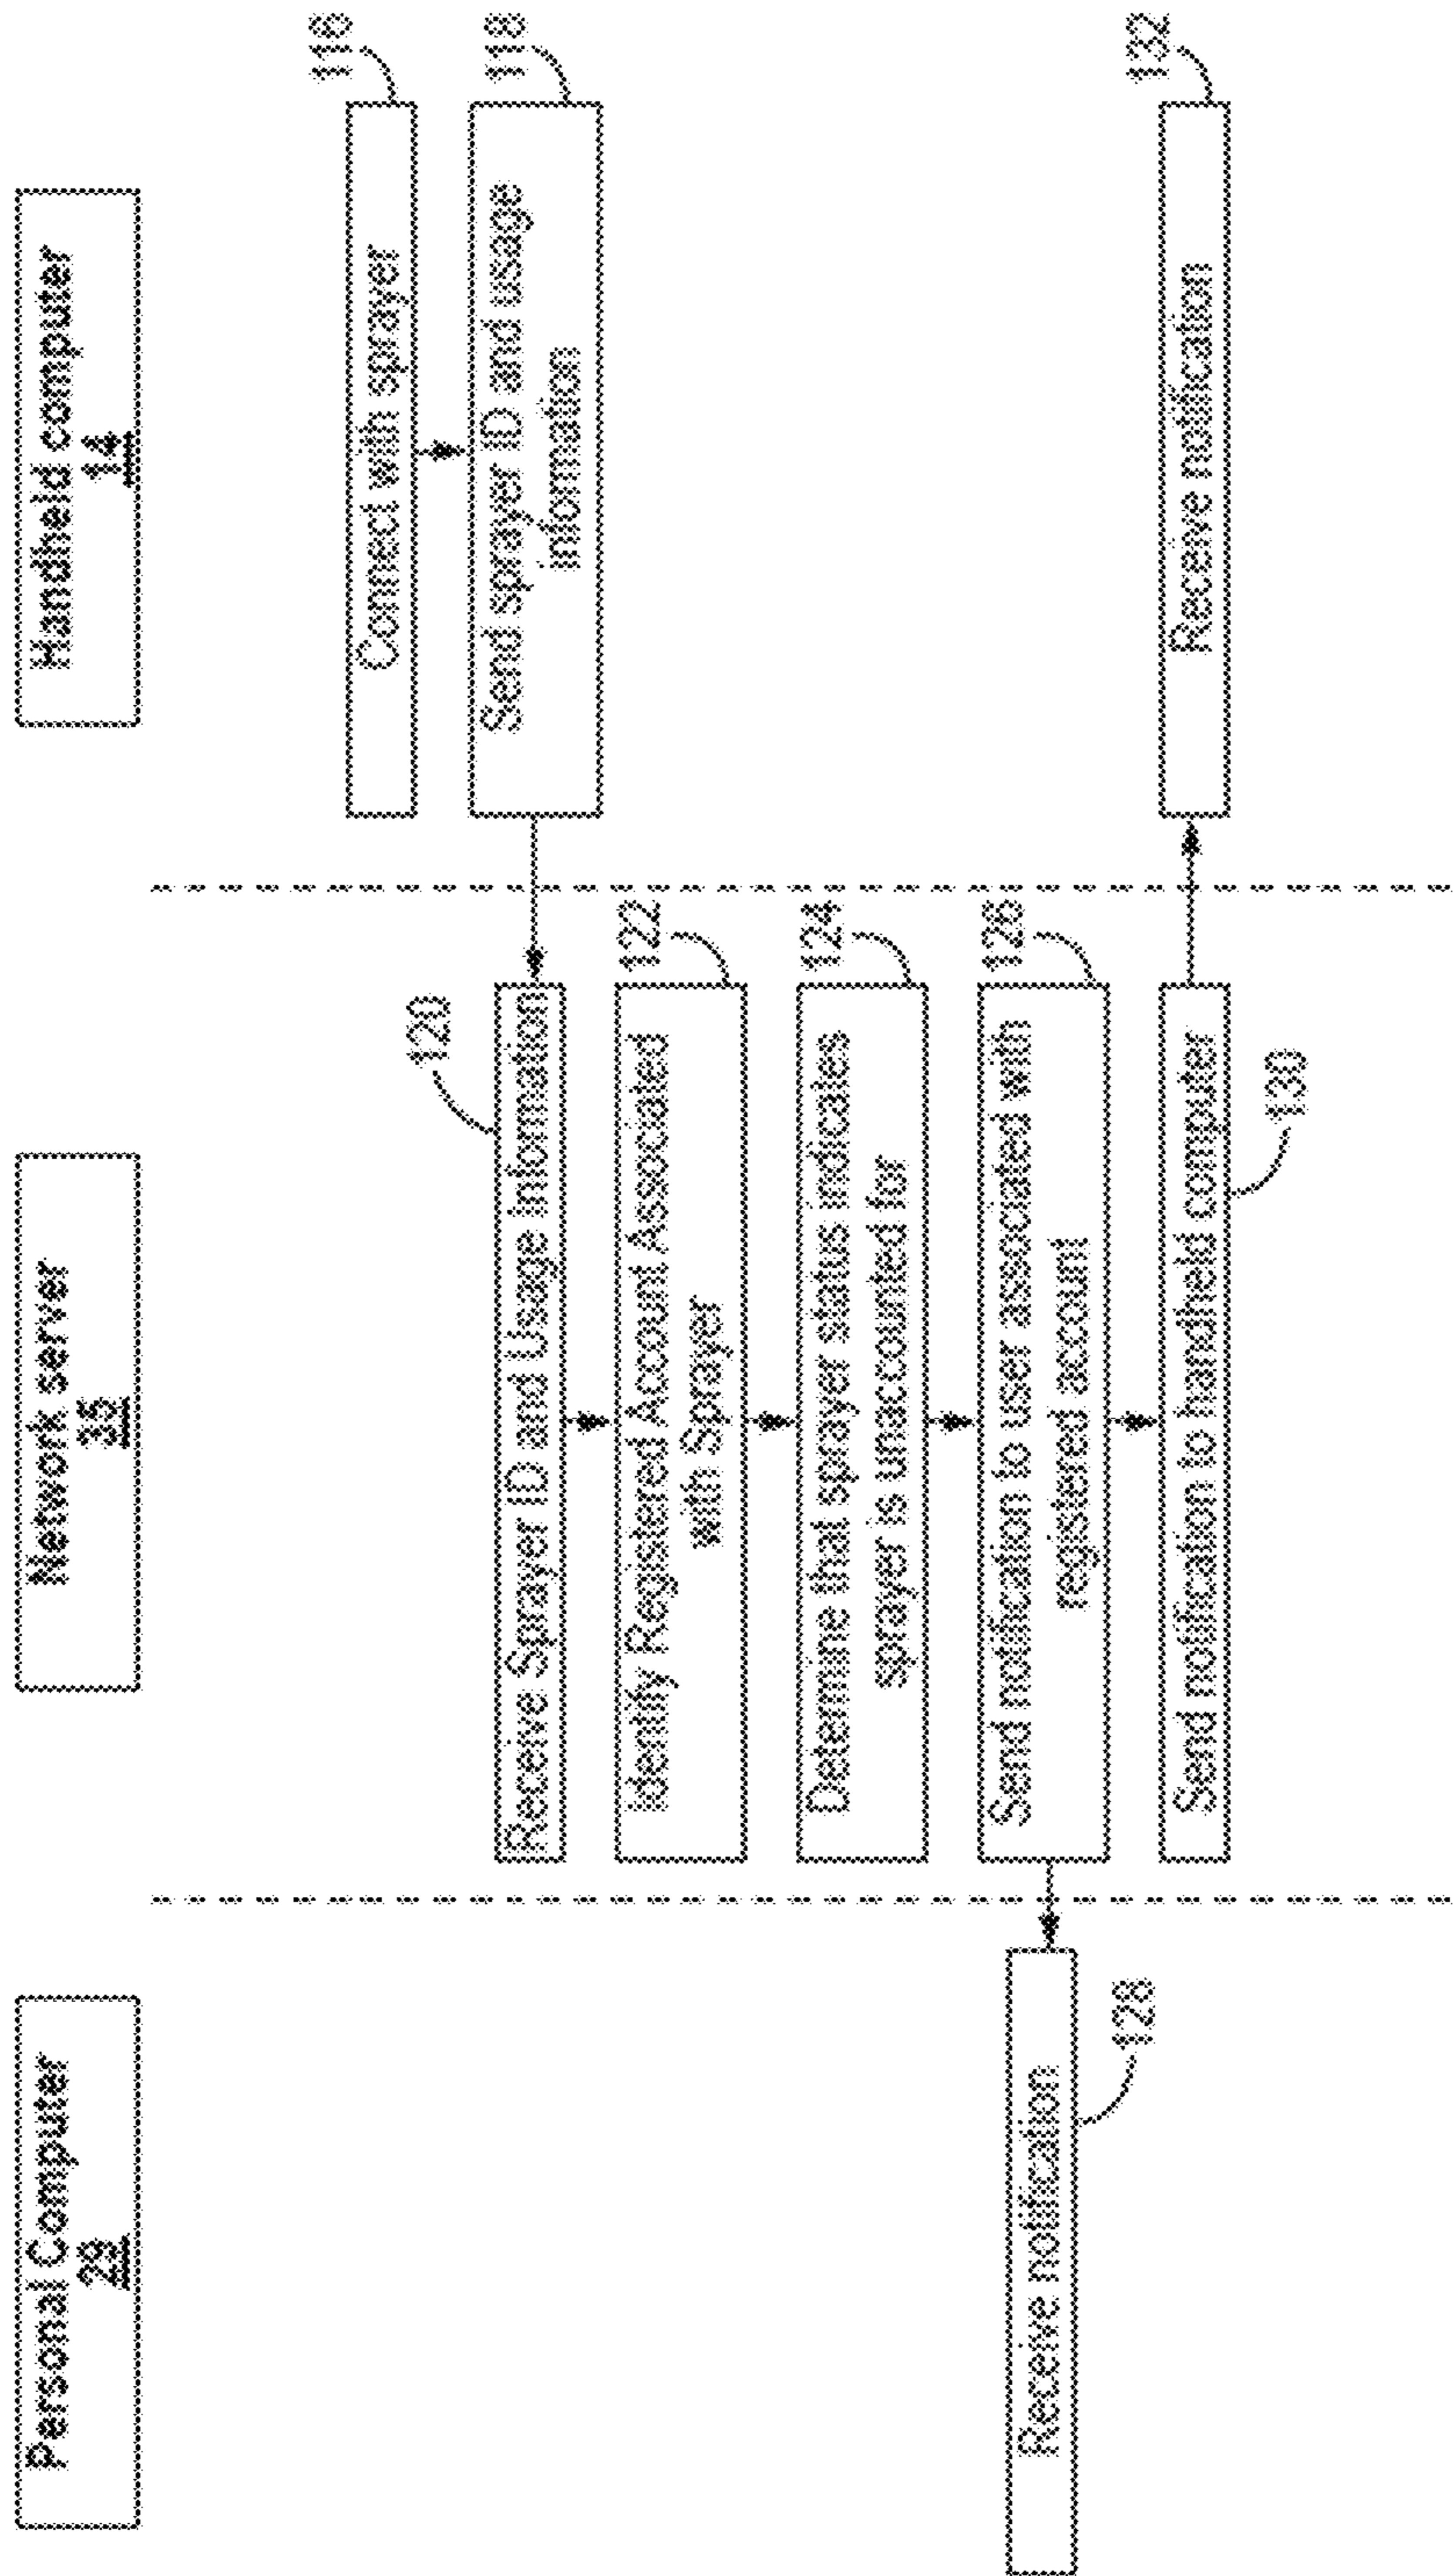 Personal Computer
29
Network server
35
Handheld computer
14
Connect with sprayer
116
Send sprayer ID and usage
information
118
120
Receive Sprayer ID and Usage Information
Identify Registered Account Associated
with Sprayer
122
Determine that sprayer status indicates
sprayer is unaccounted for
124
Send notification to user associated with
registered account
126
Receive notification
128
Send notification to handheld computer
130
Receive notification
132